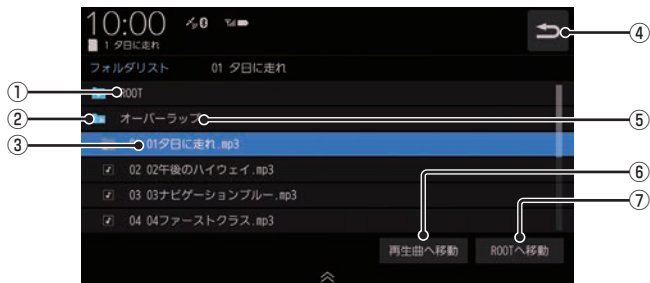 10:00
1 夕日に走れ
フォルダリスト 01 夕日に走れ
ROOT
オーバーラップ
01夕日に走れ.mp3
02 02午後のハイウェイ.mp3
03 03ナビゲーションブルー.mp3
04 04ファーストクラス.mp3
再生曲へ移動 ROOTへ移動
①
②
③
④
⑤
⑥
⑦